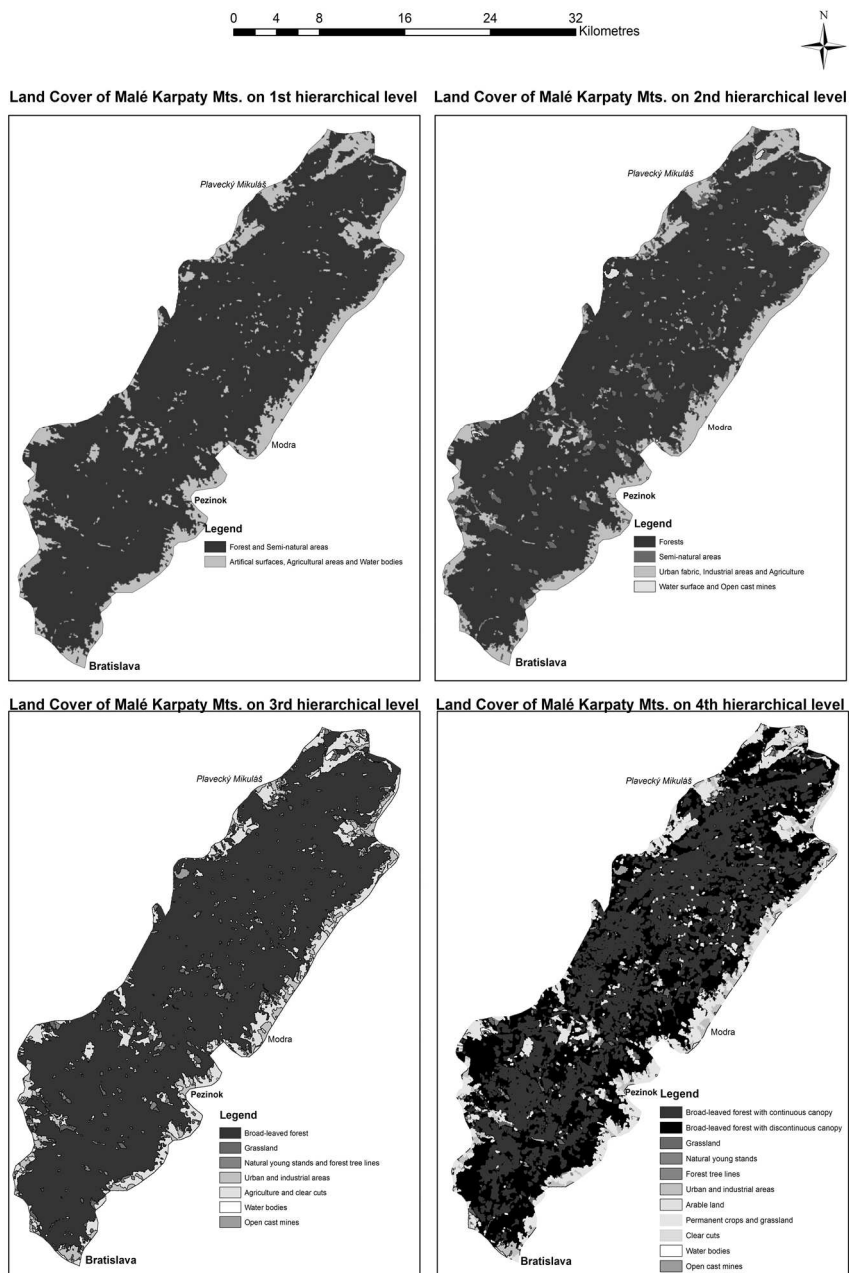 0 4 8 16 24 32
Kilometres
N
Land Cover of Malé Karpaty Mts. on 1st hierarchical level
Plavecký Mikuláš
Modra
Pezinok
Legend
Forest and Semi-natural areas
Artifical surfaces, Agricultural areas and Water bodies
Bratislava
Land Cover of Malé Karpaty Mts. on 2nd hierarchical level
Plavecký Mikuláš
Modra
Pezinok
Legend
Forests
Semi-natural areas
Urban fabric, Industrial areas and Agriculture
Water surface and Open cast mines
Bratislava
Land Cover of Malé Karpaty Mts. on 3rd hierarchical level
Plavecký Mikuláš
Modra
Pezinok
Legend
Broad-leaved forest
Grassland
Natural young stands and forest tree lines
Urban and industrial areas
Agriculture and clear cuts
Water bodies
Open cast mines
Bratislava
Land Cover of Malé Karpaty Mts. on 4th hierarchical level
Plavecký Mikuláš
Modra
Pezinok
Legend
Broad-leaved forest with continuous canopy
Broad-leaved forest with discontinuous canopy
Grassland
Natural young stands
Forest tree lines
Urban and industrial areas
Arable land
Permanent crops and grassland
Clear cuts
Water bodies
Open cast mines
Bratislava